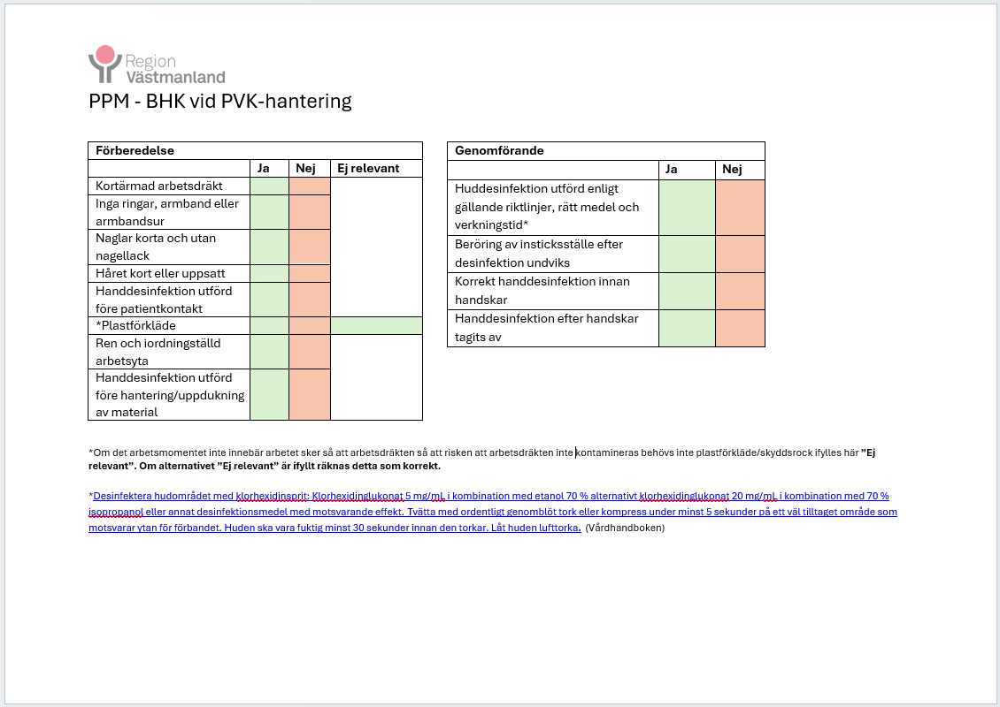 Region
Västmanland
PPM - BHK vid PVK-hantering
Förberedelse
Ja Nej Ej relevant
Kortärmad arbetsdräkt
Inga ringar, armband eller
armbandsur
Naglar korta och utan
nagellack
Håret kort eller uppsatt
Handdesinfektion utförd
före patientkontakt
*Plastförkläde
Ren och iordningställd
arbetsyta
Handdesinfektion utförd
före hantering/uppdukning
av material
Genomförande
Ja Nej
Huddesinfektion utförd enligt
gällande riktlinjer, rätt medel och
verkningstid*
Beröring av insticksställe efter
desinfektion undviks
Korrekt handdesinfektion innan
handskar
Handdesinfektion efter handskar
tagits av
*Om det arbetsmomentet inte innebär arbetet sker så att arbetsdräkten så att risken att arbetsdräkten inte kontamineras behövs inte plastförkläde/skyddsrock ifylles här ”Ej
relevant”. Om alternativet ”Ej relevant” är ifyllt räknas detta som korrekt.
*Desinfektera hudområdet med klorhexidinsprit: Klorhexidinglukonat 5 mg/mL i kombination med etanol 70 % alternativt klorhexidinglukonat 20 mg/mL i kombination med 70 %
isopropanol eller annat desinfektionsmedel med motsvarande effekt. Tvätta med ordentligt genomblöt tork eller kompress under minst 5 sekunder på ett väl tilltaget område som
motsvarar ytan för förbandet. Huden ska vara fuktig minst 30 sekunder innan den torkar. Låt huden lufttorka. (Vårdhandboken)